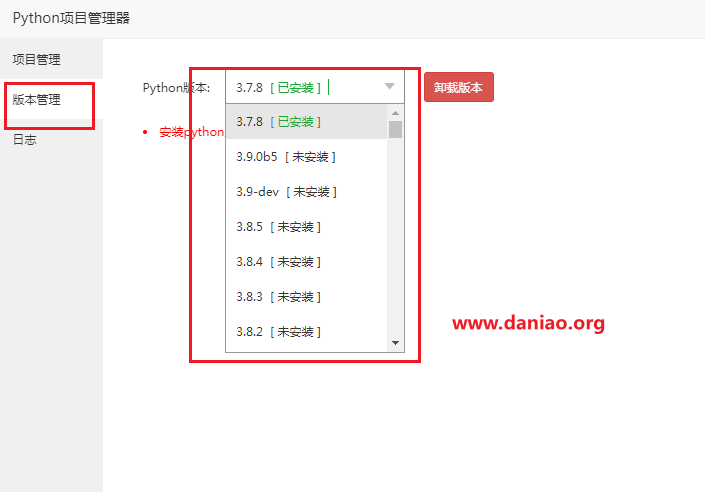 Python项目管理器
项目管理
版本管理
日志
Python版本: 3.7.8 [ 已安装 ] 卸载版本
安装python
3.7.8 [ 已安装 ]
3.9.0b5 [ 未安装 ]
3.9-dev [ 未安装 ]
3.8.5 [ 未安装 ]
3.8.4 [ 未安装 ]
3.8.3 [ 未安装 ]
3.8.2 [ 未安装 ]
www.daniao.org